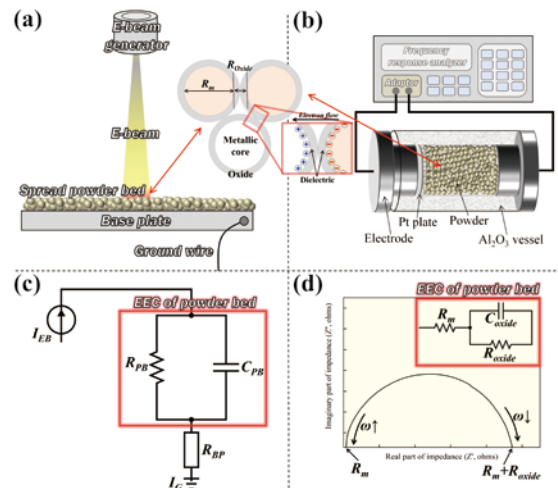 (a)
E-beam
generator
E-beam
Spread powder bed
Base plate
Ground wire
R_Oxide
R_m
Metallic
core
Oxide
Electron flow
Dielectric
(b)
Frequency
response analyzer
Adaptor
Pt plate
Electrode
Powder
Al₂O₃ vessel
(c)
EEC of powder bed
I_EB
R_PB
C_PB
R_BP
I_G
(d)
EEC of powder bed
R_m
C_oxide
R_oxide
Imaginary part of impedance (Z'', ohms)
ω↑
ω↓
Real part of impedance (Z', ohms)
R_m
R_m+R_oxide